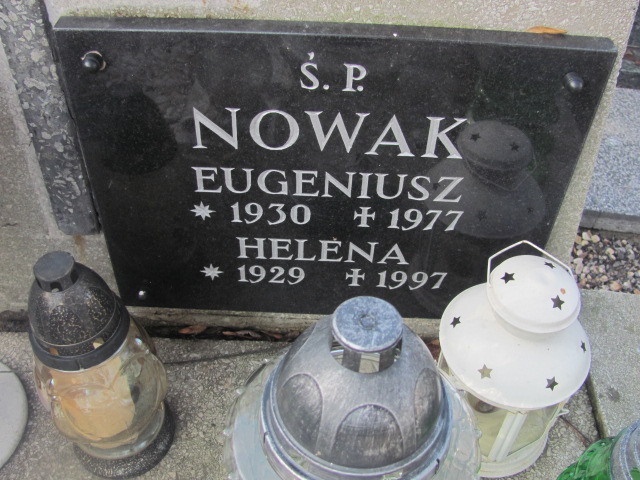 Ś. P.
NOWAK
EUGENIUSZ
* 1930 ✝ 1977
HELENA
* 1929 ✝ 1997